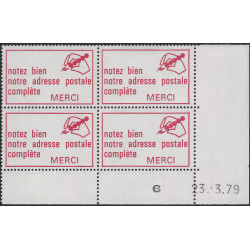 notez bien
notre adresse postale
complète
MERCI
notez bien
notre adresse postale
complète
MERCI
notez bien
notre adresse postale
complète
MERCI
notez bien
notre adresse postale
complète
MERCI
23.3.79